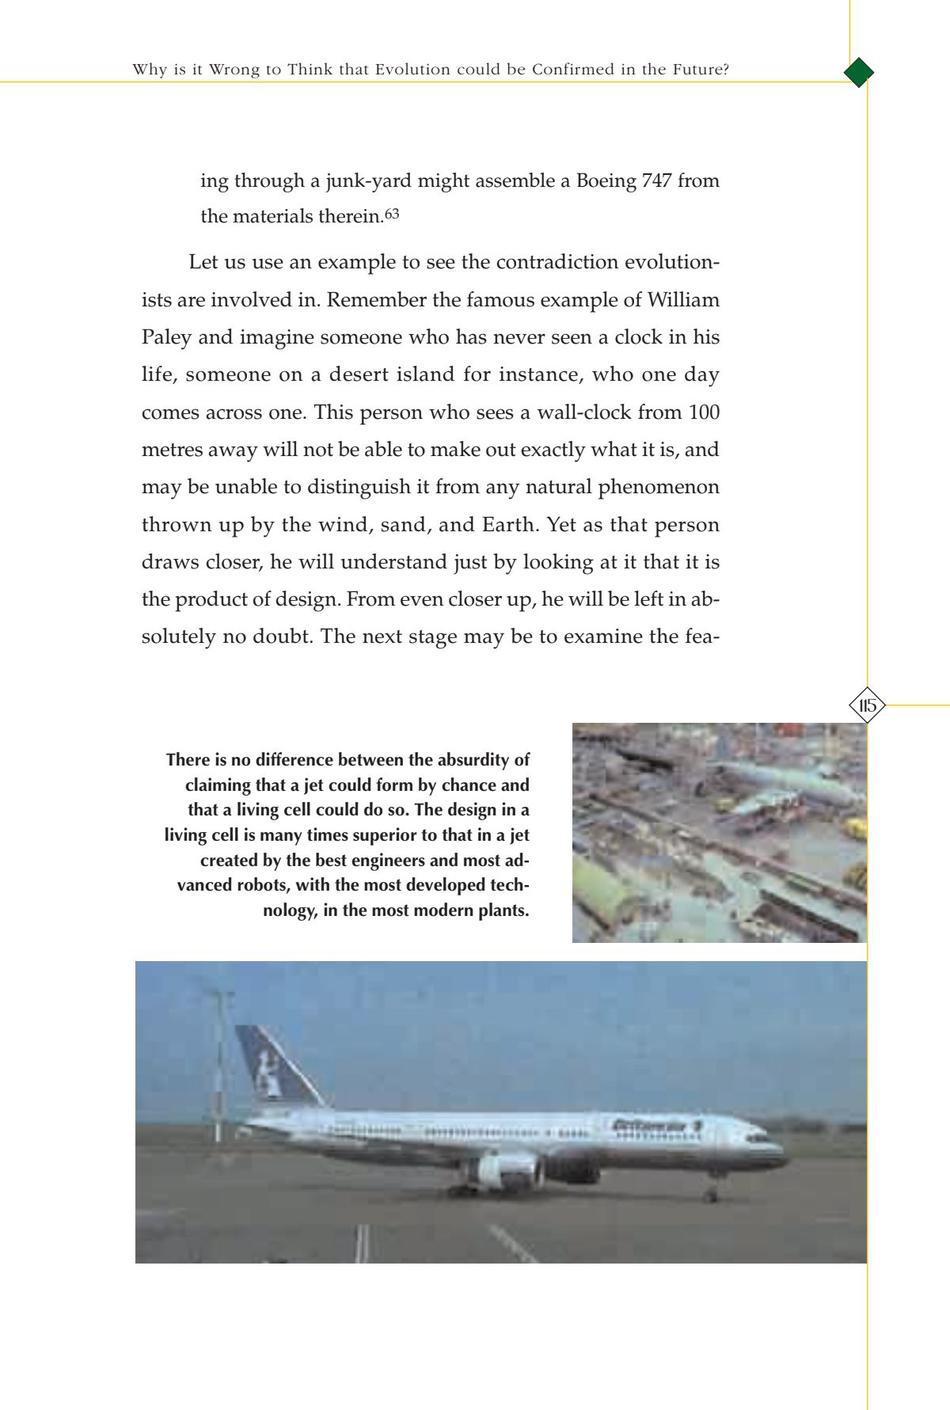 Why is it Wrong to Think that Evolution could be Confirmed in the Future?
ing through a junk-yard might assemble a Boeing 747 from
the materials therein.63
Let us use an example to see the contradiction evolution-
ists are involved in. Remember the famous example of William
Paley and imagine someone who has never seen a clock in his
life, someone on a desert island for instance, who one day
comes across one. This person who sees a wall-clock from 100
metres away will not be able to make out exactly what it is, and
may be unable to distinguish it from any natural phenomenon
thrown up by the wind, sand, and Earth. Yet as that person
draws closer, he will understand just by looking at it that it is
the product of design. From even closer up, he will be left in ab-
solutely no doubt. The next stage may be to examine the fea-
115
There is no difference between the absurdity of
claiming that a jet could form by chance and
that a living cell could do so. The design in a
living cell is many times superior to that in a jet
created by the best engineers and most ad-
vanced robots, with the most developed tech-
nology, in the most modern plants.
Britannia